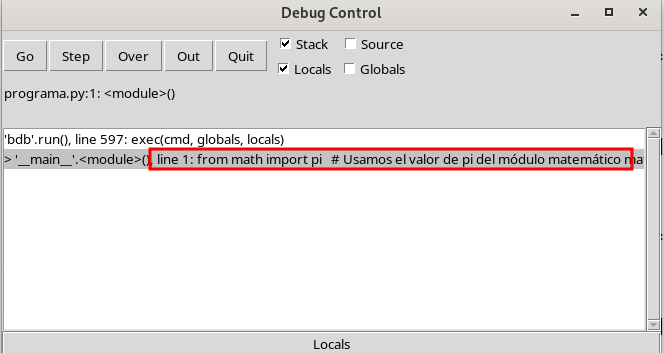 Debug Control
Go Step Over Out Quit Stack Source
Locals Globals
programa.py:1: <module>()
'bdb'.run(), line 597: exec(cmd, globals, locals)
> '__main__'.<module>(), line 1: from math import pi # Usamos el valor de pi del módulo matemático ma
Locals